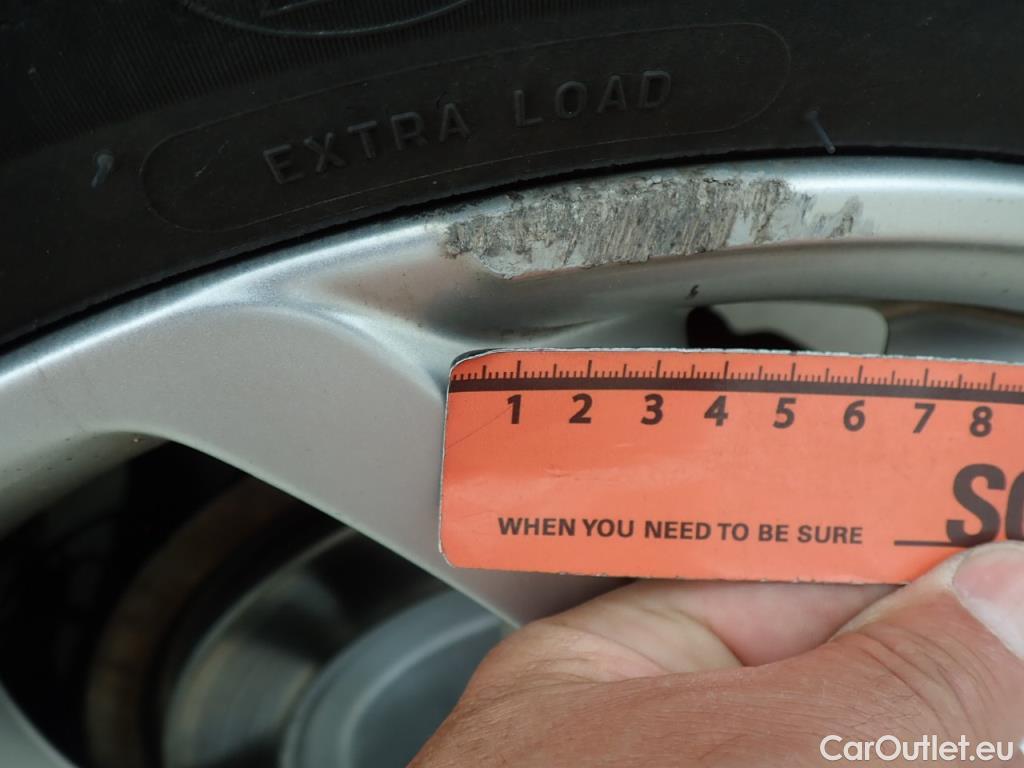 EXTRA LOAD
1 2 3 4 5 6 7 8
WHEN YOU NEED TO BE SURE
CarOutlet.eu